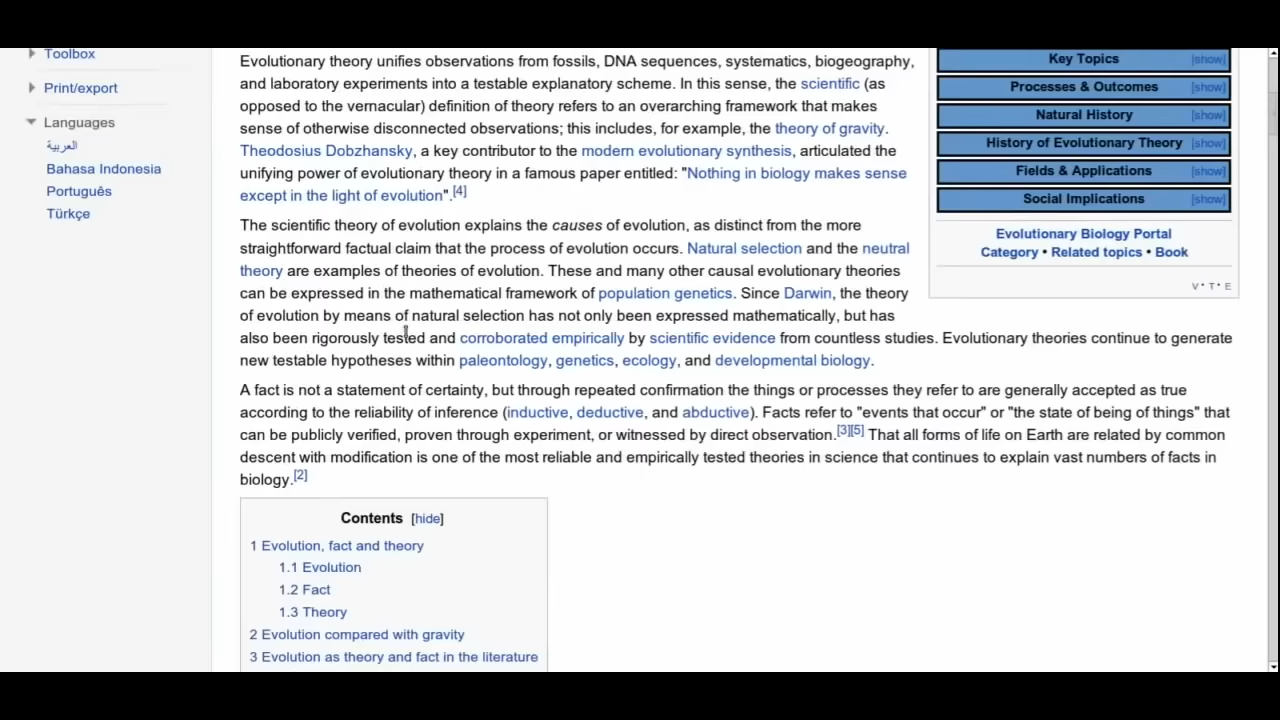 Toolbox
Print/export
Languages
العربية
Bahasa Indonesia
Português
Türkçe
Evolutionary theory unifies observations from fossils, DNA sequences, systematics, biogeography,
and laboratory experiments into a testable explanatory scheme. In this sense, the scientific (as
opposed to the vernacular) definition of theory refers to an overarching framework that makes
sense of otherwise disconnected observations; this includes, for example, the theory of gravity.
Theodosius Dobzhansky, a key contributor to the modern evolutionary synthesis, articulated the
unifying power of evolutionary theory in a famous paper entitled: "Nothing in biology makes sense
except in the light of evolution".[4]
The scientific theory of evolution explains the causes of evolution, as distinct from the more
straightforward factual claim that the process of evolution occurs. Natural selection and the neutral
theory are examples of theories of evolution. These and many other causal evolutionary theories
can be expressed in the mathematical framework of population genetics. Since Darwin, the theory
of evolution by means of natural selection has not only been expressed mathematically, but has
also been rigorously tested and corroborated empirically by scientific evidence from countless studies. Evolutionary theories continue to generate
new testable hypotheses within paleontology, genetics, ecology, and developmental biology.
A fact is not a statement of certainty, but through repeated confirmation the things or processes they refer to are generally accepted as true
according to the reliability of inference (inductive, deductive, and abductive). Facts refer to "events that occur" or "the state of being of things" that
can be publicly verified, proven through experiment, or witnessed by direct observation.[3][5] That all forms of life on Earth are related by common
descent with modification is one of the most reliable and empirically tested theories in science that continues to explain vast numbers of facts in
biology.[2]
Contents [hide]
1 Evolution, fact and theory
1.1 Evolution
1.2 Fact
1.3 Theory
2 Evolution compared with gravity
3 Evolution as theory and fact in the literature
Key Topics [show]
Processes & Outcomes [show]
Natural History [show]
History of Evolutionary Theory [show]
Fields & Applications [show]
Social Implications [show]
Evolutionary Biology Portal
Category • Related topics • Book
V · T · E